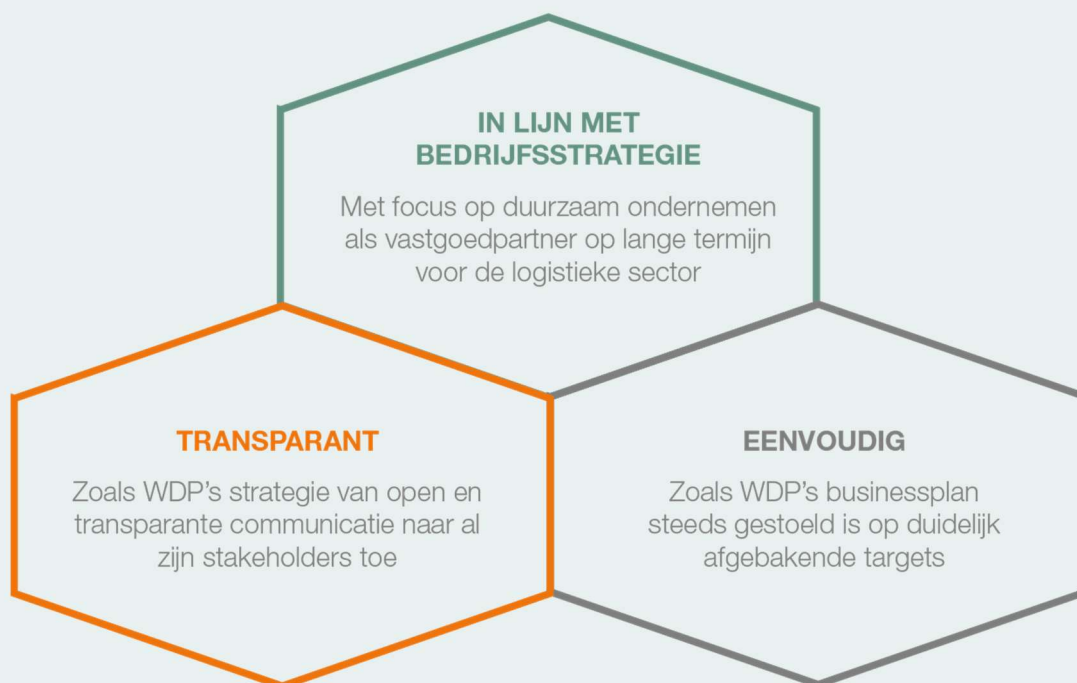 IN LIJN MET
BEDRIJFSSTRATEGIE
Met focus op duurzaam ondernemen
als vastgoedpartner op lange termijn
voor de logistieke sector
TRANSPARANT
Zoals WDP's strategie van open en
transparante communicatie naar al
zijn stakeholders toe
EENVOUDIG
Zoals WDP's businessplan
steeds gestoeld is op duidelijk
afgebakende targets